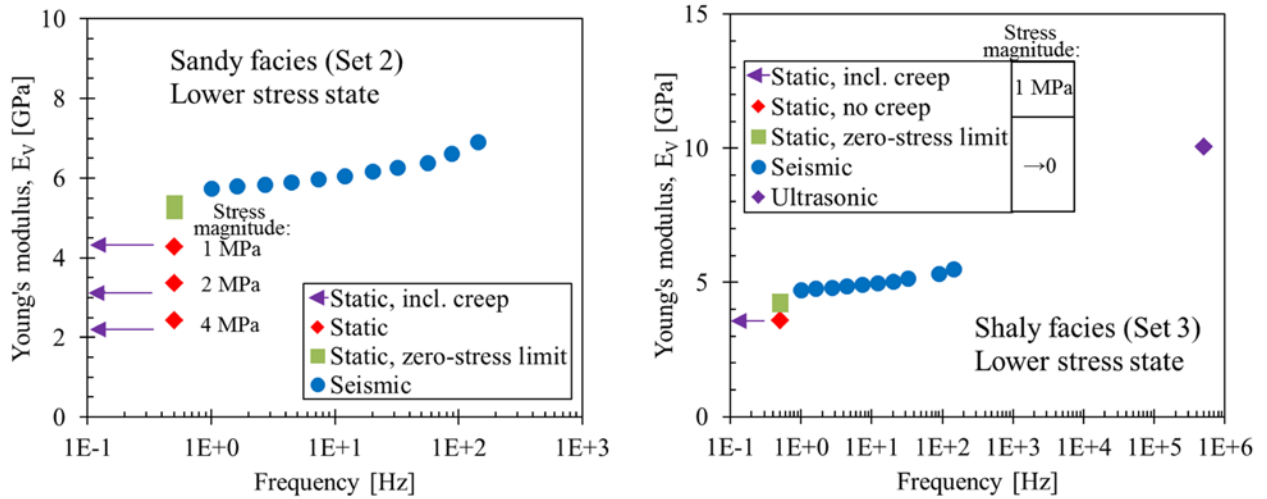 Young's modulus, E_V [GPa]
10
8
6
4
2
0
Sandy facies (Set 2)
Lower stress state
Stress
magnitude:
1 MPa
2 MPa
4 MPa
Static, incl. creep
Static
Static, zero-stress limit
Seismic
1E-1
1E+0
1E+1
1E+2
1E+3
Frequency [Hz]
Young's modulus, E_V [GPa]
15
10
5
0
Stress
magnitude:
Static, incl. creep
Static, no creep
Static, zero-stress limit
Seismic
Ultrasonic
1 MPa
→0
Shaly facies (Set 3)
Lower stress state
1E-1
1E+0
1E+1
1E+2
1E+3
1E+4
1E+5
1E+6
Frequency [Hz]